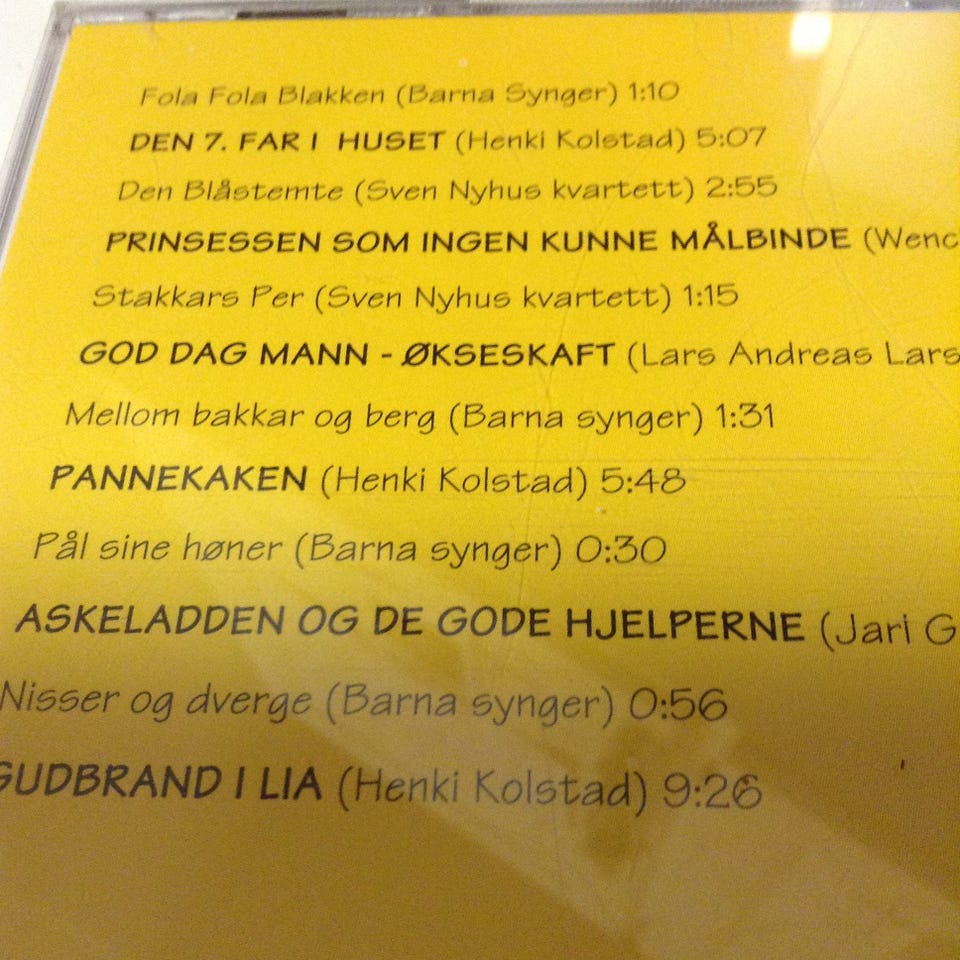 Fola Fola Blakken (Barna Synger) 1:10
DEN 7. FAR I HUSET (Henki Kolstad) 5:07
Den Blåstemte (Sven Nyhus kvartett) 2:55
PRINSESSEN SOM INGEN KUNNE MÅLBINDE (Wenc
Stakkars Per (Sven Nyhus kvartett) 1:15
GOD DAG MANN - ØKSESKAFT (Lars Andreas Lars
Mellom bakkar og berg (Barna synger) 1:31
PANNEKAKEN (Henki Kolstad) 5:48
Pål sine høner (Barna synger) 0:30
ASKELADDEN OG DE GODE HJELPERNE (Jari G
Nisser og dverge (Barna synger) 0:56
GUDBRAND I LIA (Henki Kolstad) 9:26